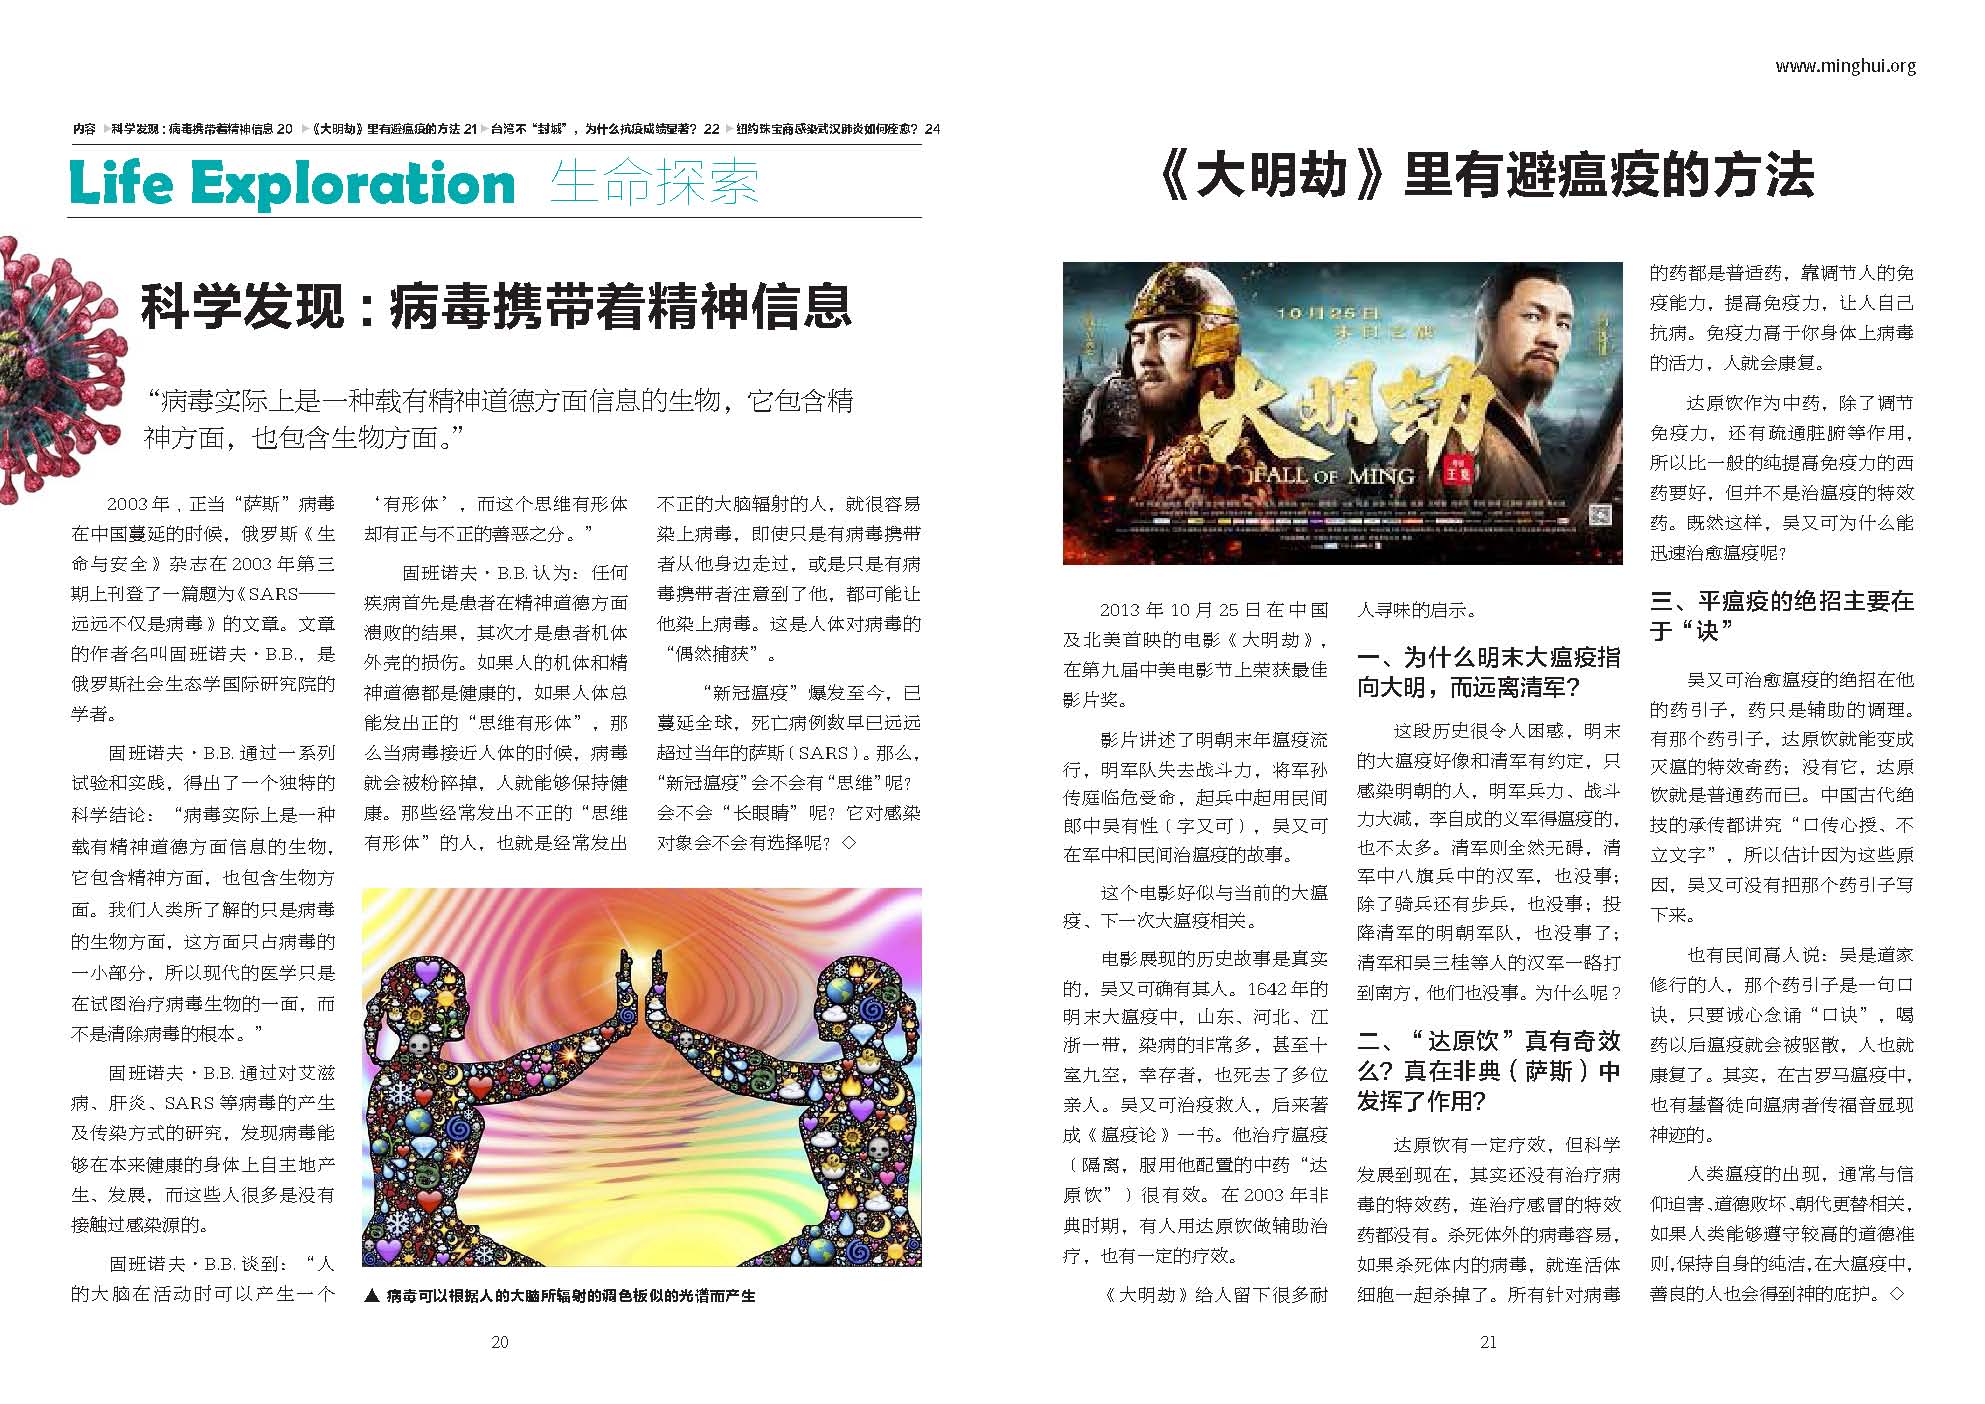 www.minghui.org
内容 ▶科学发现：病毒携带着精神信息 20 ▶《大明劫》里有避瘟疫的方法 21 ▶台湾不“封城”，为什么抗疫成绩显著？ 22 ▶纽约珠宝商感染武汉肺炎如何痊愈？ 24
Life Exploration 生命探索
科学发现：病毒携带着精神信息
“病毒实际上是一种载有精神道德方面信息的生物，它包含精
神方面，也包含生物方面。”
2003 年，正当“萨斯”病毒
在中国蔓延的时候，俄罗斯《生
命与安全》杂志在 2003 年第三
期上刊登了一篇题为《SARS——
远远不仅是病毒》的文章。文章
的作者名叫固班诺夫·B.B.，是
俄罗斯社会生态学国际研究院的
学者。
固班诺夫·B.B. 通过一系列
试验和实践，得出了一个独特的
科学结论：“病毒实际上是一种
载有精神道德方面信息的生物，
它包含精神方面，也包含生物方
面。我们人类所了解的只是病毒
的生物方面，这方面只占病毒的
一小部分，所以现代的医学只是
在试图治疗病毒生物的一面，而
不是清除病毒的根本。”
固班诺夫·B.B. 通过对艾滋
病、肝炎、SARS 等病毒的产生
及传染方式的研究，发现病毒能
够在本来健康的身体上自主地产
生、发展，而这些人很多是没有
接触过感染源的。
固班诺夫·B.B. 谈到：“人
的大脑在活动时可以产生一个
‘有形体’，而这个思维有形体
却有正与不正的善恶之分。”
固班诺夫·B.B. 认为：任何
疾病首先是患者在精神道德方面
溃败的结果，其次才是患者机体
外壳的损伤。如果人的机体和精
神道德都是健康的，如果人体总
能发出正的“思维有形体”，那
么当病毒接近人体的时候，病毒
就会被粉碎掉，人就能够保持健
康。那些经常发出不正的“思维
有形体”的人，也就是经常发出
不正的大脑辐射的人，就很容易
染上病毒，即使只是有病毒携带
者从他身边走过，或是只是有病
毒携带者注意到了他，都可能让
他染上病毒。这是人体对病毒的
“偶然捕获”。
“新冠瘟疫”爆发至今，已
蔓延全球，死亡病例数早已远远
超过当年的萨斯（SARS）。那么，
“新冠瘟疫”会不会有“思维”呢？
会不会“长眼睛”呢？它对感染
对象会不会有选择呢？◇
▲ 病毒可以根据人的大脑所辐射的调色板似的光谱而产生
20
《大明劫》里有避瘟疫的方法
10月25日
大明劫
FALL OF MING
2013 年 10 月 25 日在中国
及北美首映的电影《大明劫》，
在第九届中美电影节上荣获最佳
影片奖。
影片讲述了明朝末年瘟疫流
行，明军队失去战斗力，将军孙
传庭临危受命，起兵中起用民间
郎中吴有性（字又可），吴又可
在军中和民间治瘟疫的故事。
这个电影好似与当前的大瘟
疫、下一次大瘟疫相关。
电影展现的历史故事是真实
的，吴又可确有其人。1642 年的
明末大瘟疫中，山东、河北、江
浙一带，染病的非常多，甚至十
室九空，幸存者，也死去了多位
亲人。吴又可治疫救人，后来著
成《瘟疫论》一书。他治疗瘟疫
（隔离，服用他配置的中药“达
原饮”）很有效。在 2003 年非
典时期，有人用达原饮做辅助治
疗，也有一定的疗效。
《大明劫》给人留下很多耐
人寻味的启示。
一、为什么明末大瘟疫指
向大明，而远离清军？
这段历史很令人困惑，明末
的大瘟疫好像和清军有约定，只
感染明朝的人，明军兵力、战斗
力大减，李自成的义军得瘟疫的，
也不太多。清军则全然无碍，清
军中八旗兵中的汉军，也没事；
除了骑兵还有步兵，也没事；投
降清军的明朝军队，也没事了；
清军和吴三桂等人的汉军一路打
到南方，他们也没事。为什么呢？
二、“达原饮”真有奇效
么？真在非典（萨斯）中
发挥了作用？
达原饮有一定疗效，但科学
发展到现在，其实还没有治疗病
毒的特效药，连治疗感冒的特效
药都没有。杀死体外的病毒容易，
如果杀死体内的病毒，就连活体
细胞一起杀掉了。所有针对病毒
的药都是普适药，靠调节人的免
疫能力，提高免疫力，让人自己
抗病。免疫力高于你身体上病毒
的活力，人就会康复。
达原饮作为中药，除了调节
免疫力，还有疏通脏腑等作用，
所以比一般的纯提高免疫力的西
药要好，但并不是治瘟疫的特效
药。既然这样，吴又可为什么能
迅速治愈瘟疫呢？
三、平瘟疫的绝招主要在
于“诀”
吴又可治愈瘟疫的绝招在他
的药引子，药只是辅助的调理。
有那个药引子，达原饮就能变成
灭瘟的特效奇药；没有它，达原
饮就是普通药而已。中国古代绝
技的承传都讲究“口传心授、不
立文字”，所以估计因为这些原
因，吴又可没有把那个药引子写
下来。
也有民间高人说：吴是道家
修行的人，那个药引子是一句口
诀，只要诚心念诵“口诀”，喝
药以后瘟疫就会被驱散，人也就
康复了。其实，在古罗马瘟疫中，
也有基督徒向瘟病者传福音显现
神迹的。
人类瘟疫的出现，通常与信
仰迫害、道德败坏、朝代更替相关，
如果人类能够遵守较高的道德准
则，保持自身的纯洁，在大瘟疫中，
善良的人也会得到神的庇护。◇
21